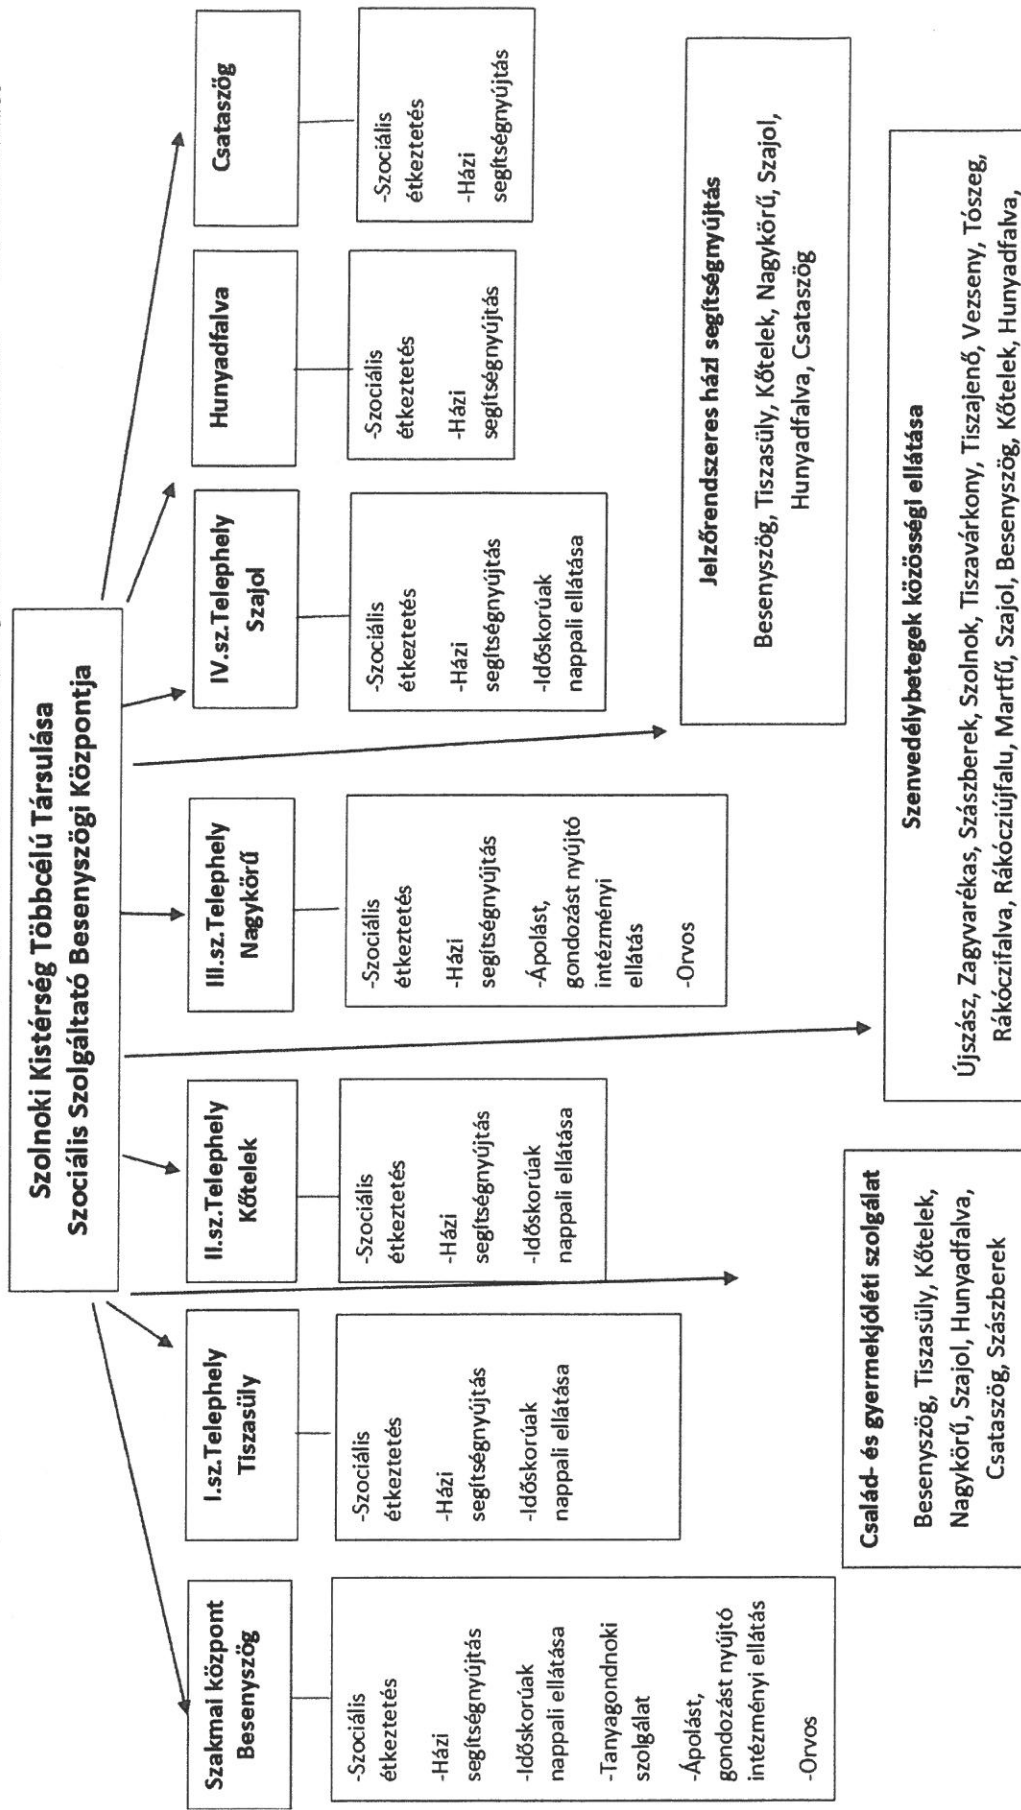 Szolnoki Kistérség Többcélú Társulása
Szociális Szolgáltató Besenyszögi Központja
Szakmai központ
Besenyszög
-Szociális
étkeztetés
-Házi
segítségnyújtás
-Időskorúak
nappali ellátása
-Tanyagondnoki
szolgálat
-Ápolást,
gondozást nyújtó
intézményi ellátás
-Orvos
I.sz.Telephely
Tiszasüly
-Szociális
étkeztetés
-Házi
segítségnyújtás
-Időskorúak
nappali ellátása
II.sz.Telephely
Kőtelek
-Szociális
étkeztetés
-Házi
segítségnyújtás
-Időskorúak
nappali ellátása
III.sz.Telephely
Nagykörű
-Szociális
étkeztetés
-Házi
segítségnyújtás
-Ápolást,
gondozást nyújtó
intézményi
ellátás
-Orvos
IV.sz.Telephely
Szajol
-Szociális
étkeztetés
-Házi
segítségnyújtás
-Időskorúak
nappali ellátása
Hunyadfalva
-Szociális
étkeztetés
-Házi
segítségnyújtás
Csataszög
-Szociális
étkeztetés
-Házi
segítségnyújtás
Jelzőrendszeres házi segítségnyújtás
Besenyszög, Tiszasüly, Kőtelek, Nagykörű, Szajol,
Hunyadfalva, Csataszög
Család- és gyermekjóléti szolgálat
Besenyszög, Tiszasüly, Kőtelek,
Nagykörű, Szajol, Hunyadfalva,
Csataszög, Szászberek
Szenvedélybetegek közösségi ellátása
Újszász, Zagyvarékas, Szászberek, Szolnok, Tiszavárkony, Tiszajenő, Vezseny, Tószeg,
Rákóczifalva, Rákócziújfalu, Martfű, Szajol, Besenyszög, Kőtelek, Hunyadfalva,